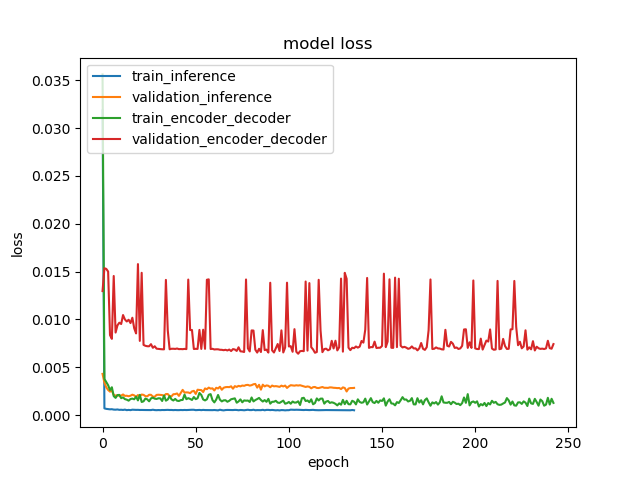 model loss
train_inference
validation_inference
train_encoder_decoder
validation_encoder_decoder
0.035
0.030
0.025
0.020
0.015
0.010
0.005
0.000
loss
0 50 100 150 200 250
epoch